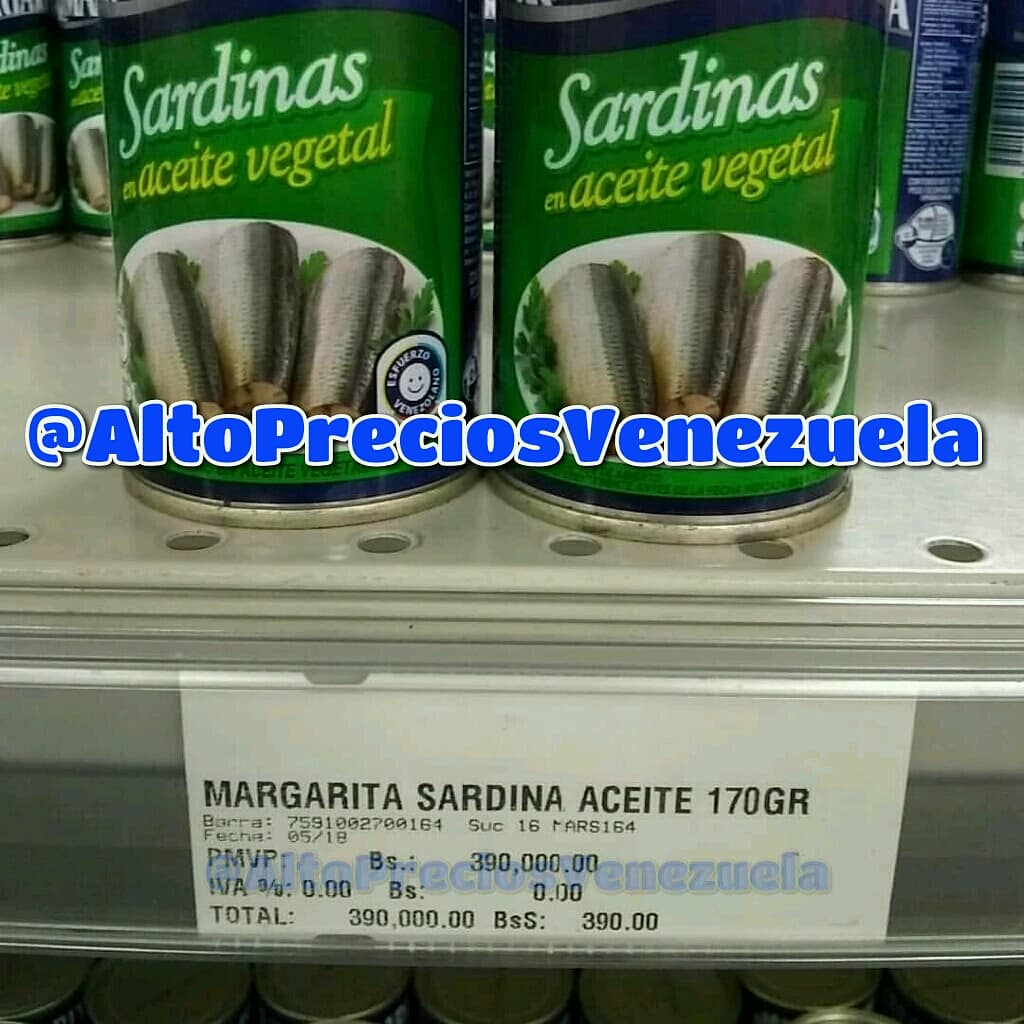 Sardinas
en aceite vegetal
Sardinas
en aceite vegetal
ESFUERZO
VENEZOLANO
@AltoPreciosVenezuela
MARGARITA SARDINA ACEITE 170GR
Barra: 7591002700164 Suc 16 MARS164
Fecha: 05/18
PMVP: Bs.: 390,000.00
@AltoPreciosVenezuela
IVA %: 0.00 Bs: 0.00
TOTAL: 390,000.00 BsS: 390.00